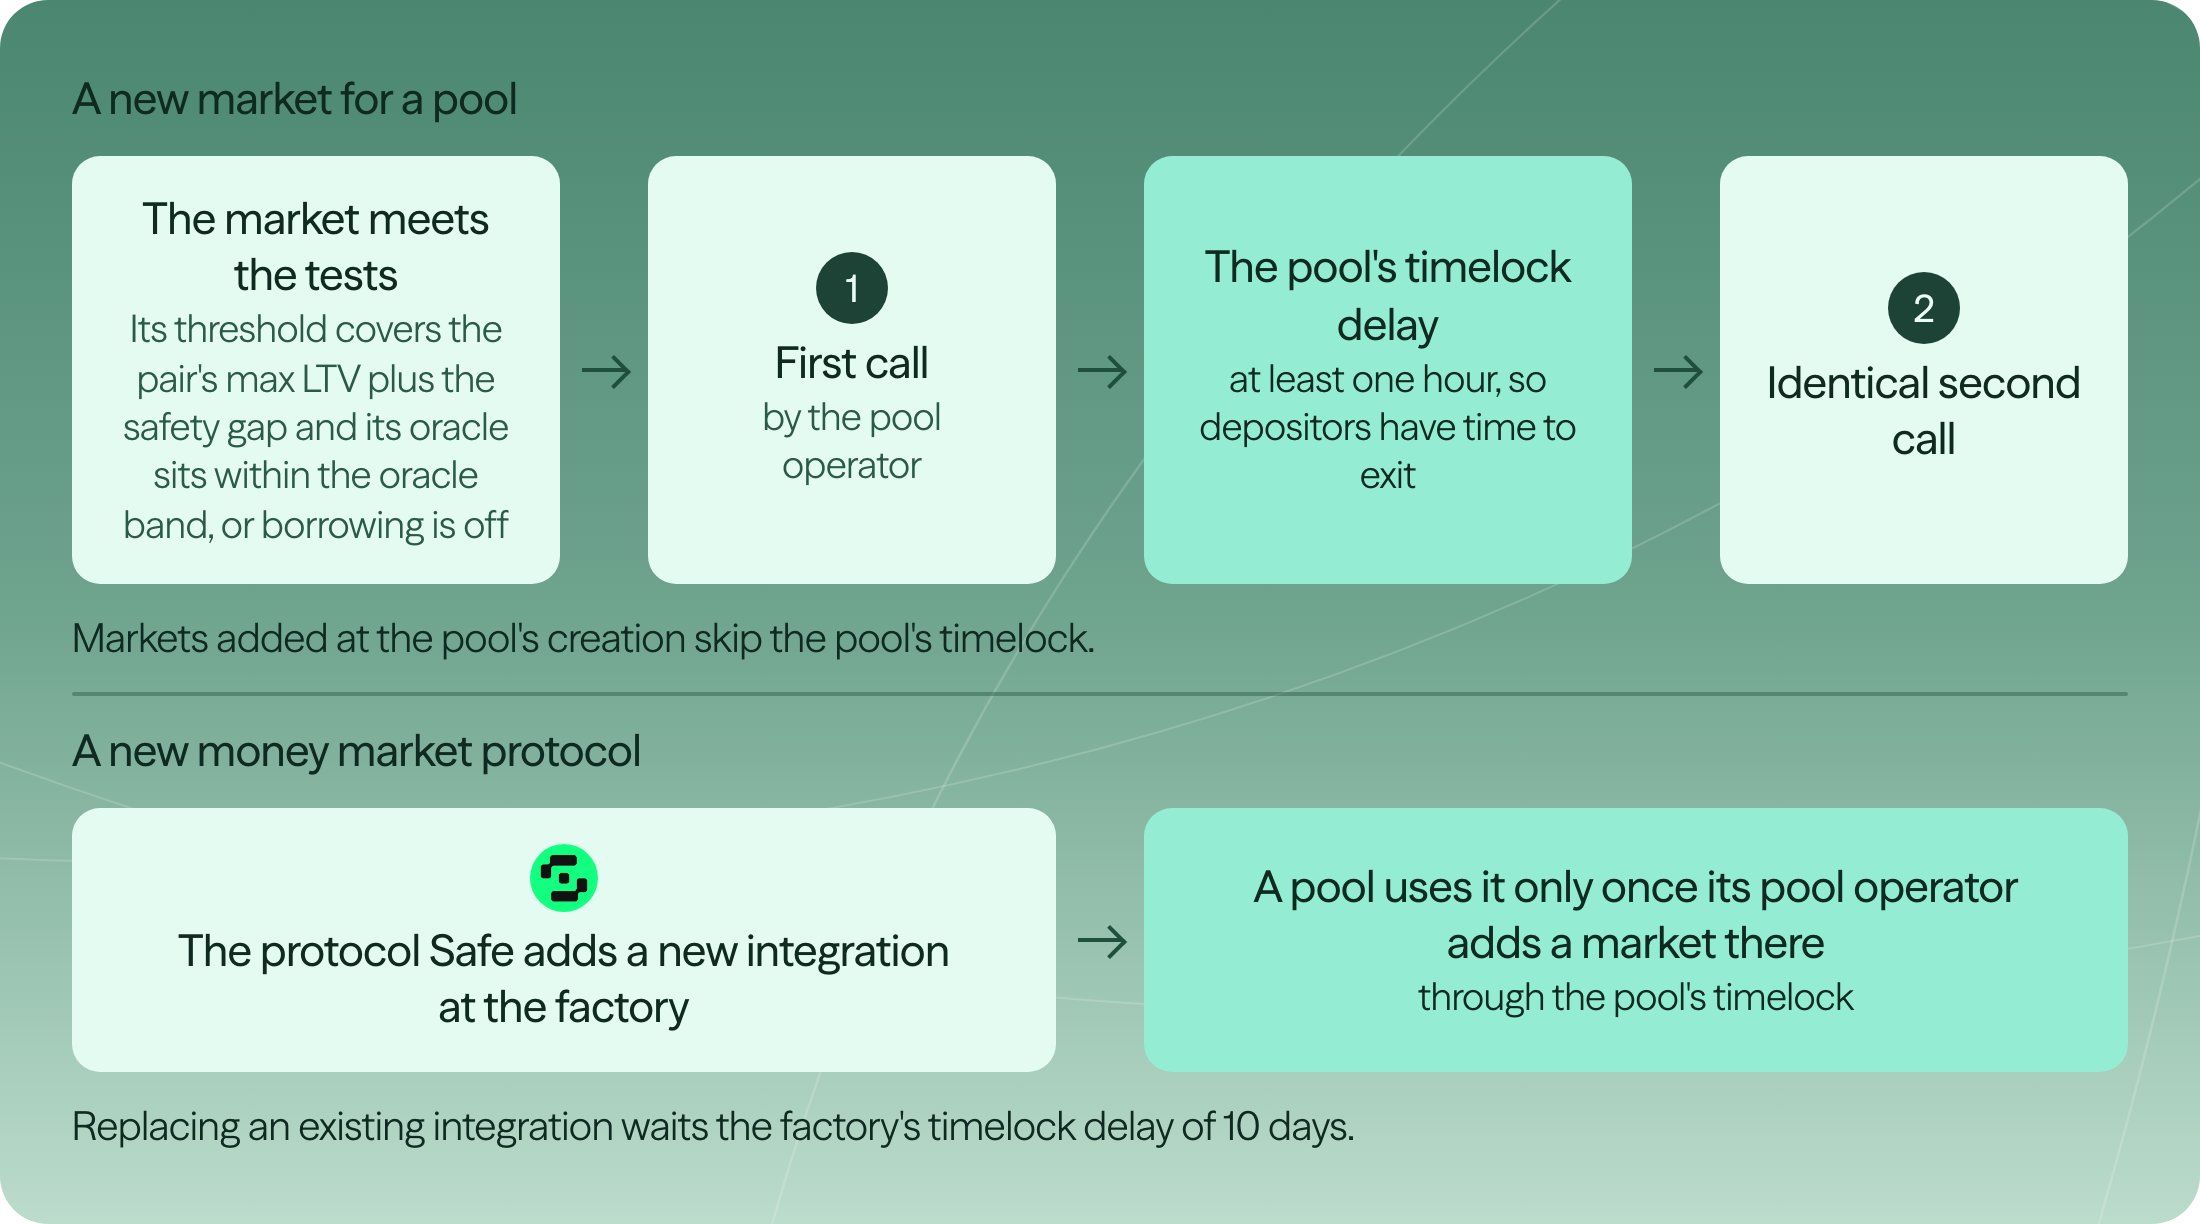 A new market for a pool
The market meets
the tests
Its threshold covers the
pair's max LTV plus the
safety gap and its oracle
sits within the oracle
band, or borrowing is off
1
First call
by the pool
operator
The pool's timelock
delay
at least one hour, so
depositors have time to
exit
2
Identical second
call
Markets added at the pool's creation skip the pool's timelock.
A new money market protocol
The protocol Safe adds a new integration
at the factory
A pool uses it only once its pool operator
adds a market there
through the pool's timelock
Replacing an existing integration waits the factory's timelock delay of 10 days.